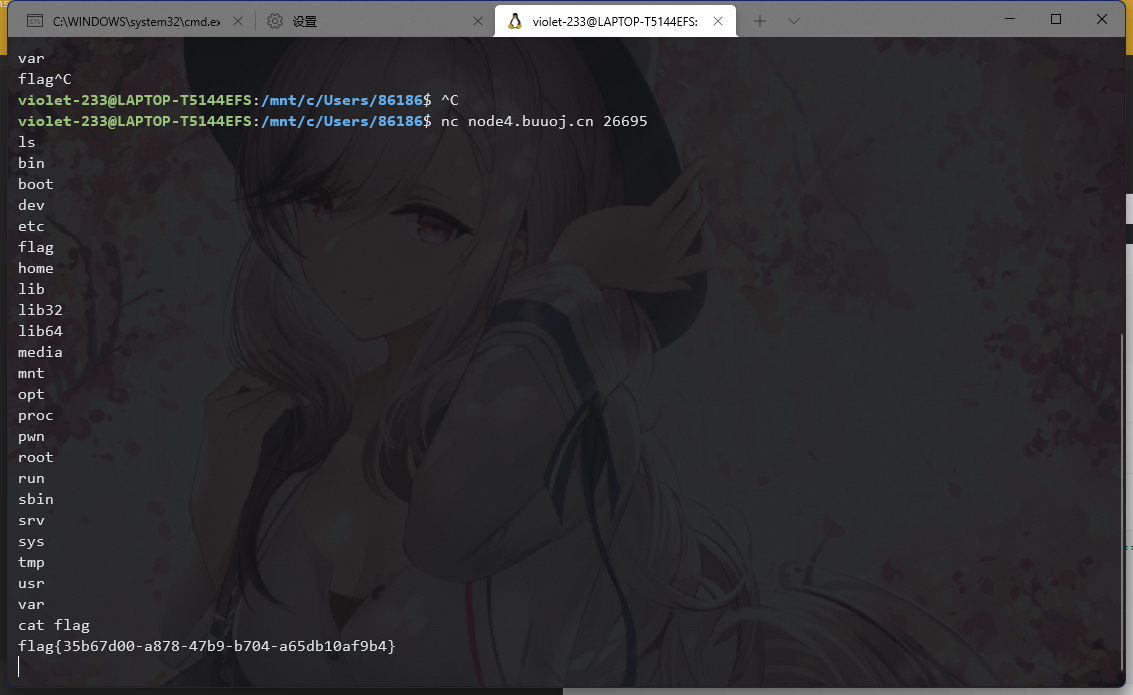 C:\WINDOWS\system32\cmd.ex
设置
violet-233@LAPTOP-T5144EFS:
var
flag^C
violet-233@LAPTOP-T5144EFS:/mnt/c/Users/86186$ ^C
violet-233@LAPTOP-T5144EFS:/mnt/c/Users/86186$ nc node4.buuoj.cn 26695
ls
bin
boot
dev
etc
flag
home
lib
lib32
lib64
media
mnt
opt
proc
pwn
root
run
sbin
srv
sys
tmp
usr
var
cat flag
flag{35b67d00-a878-47b9-b704-a65db10af9b4}